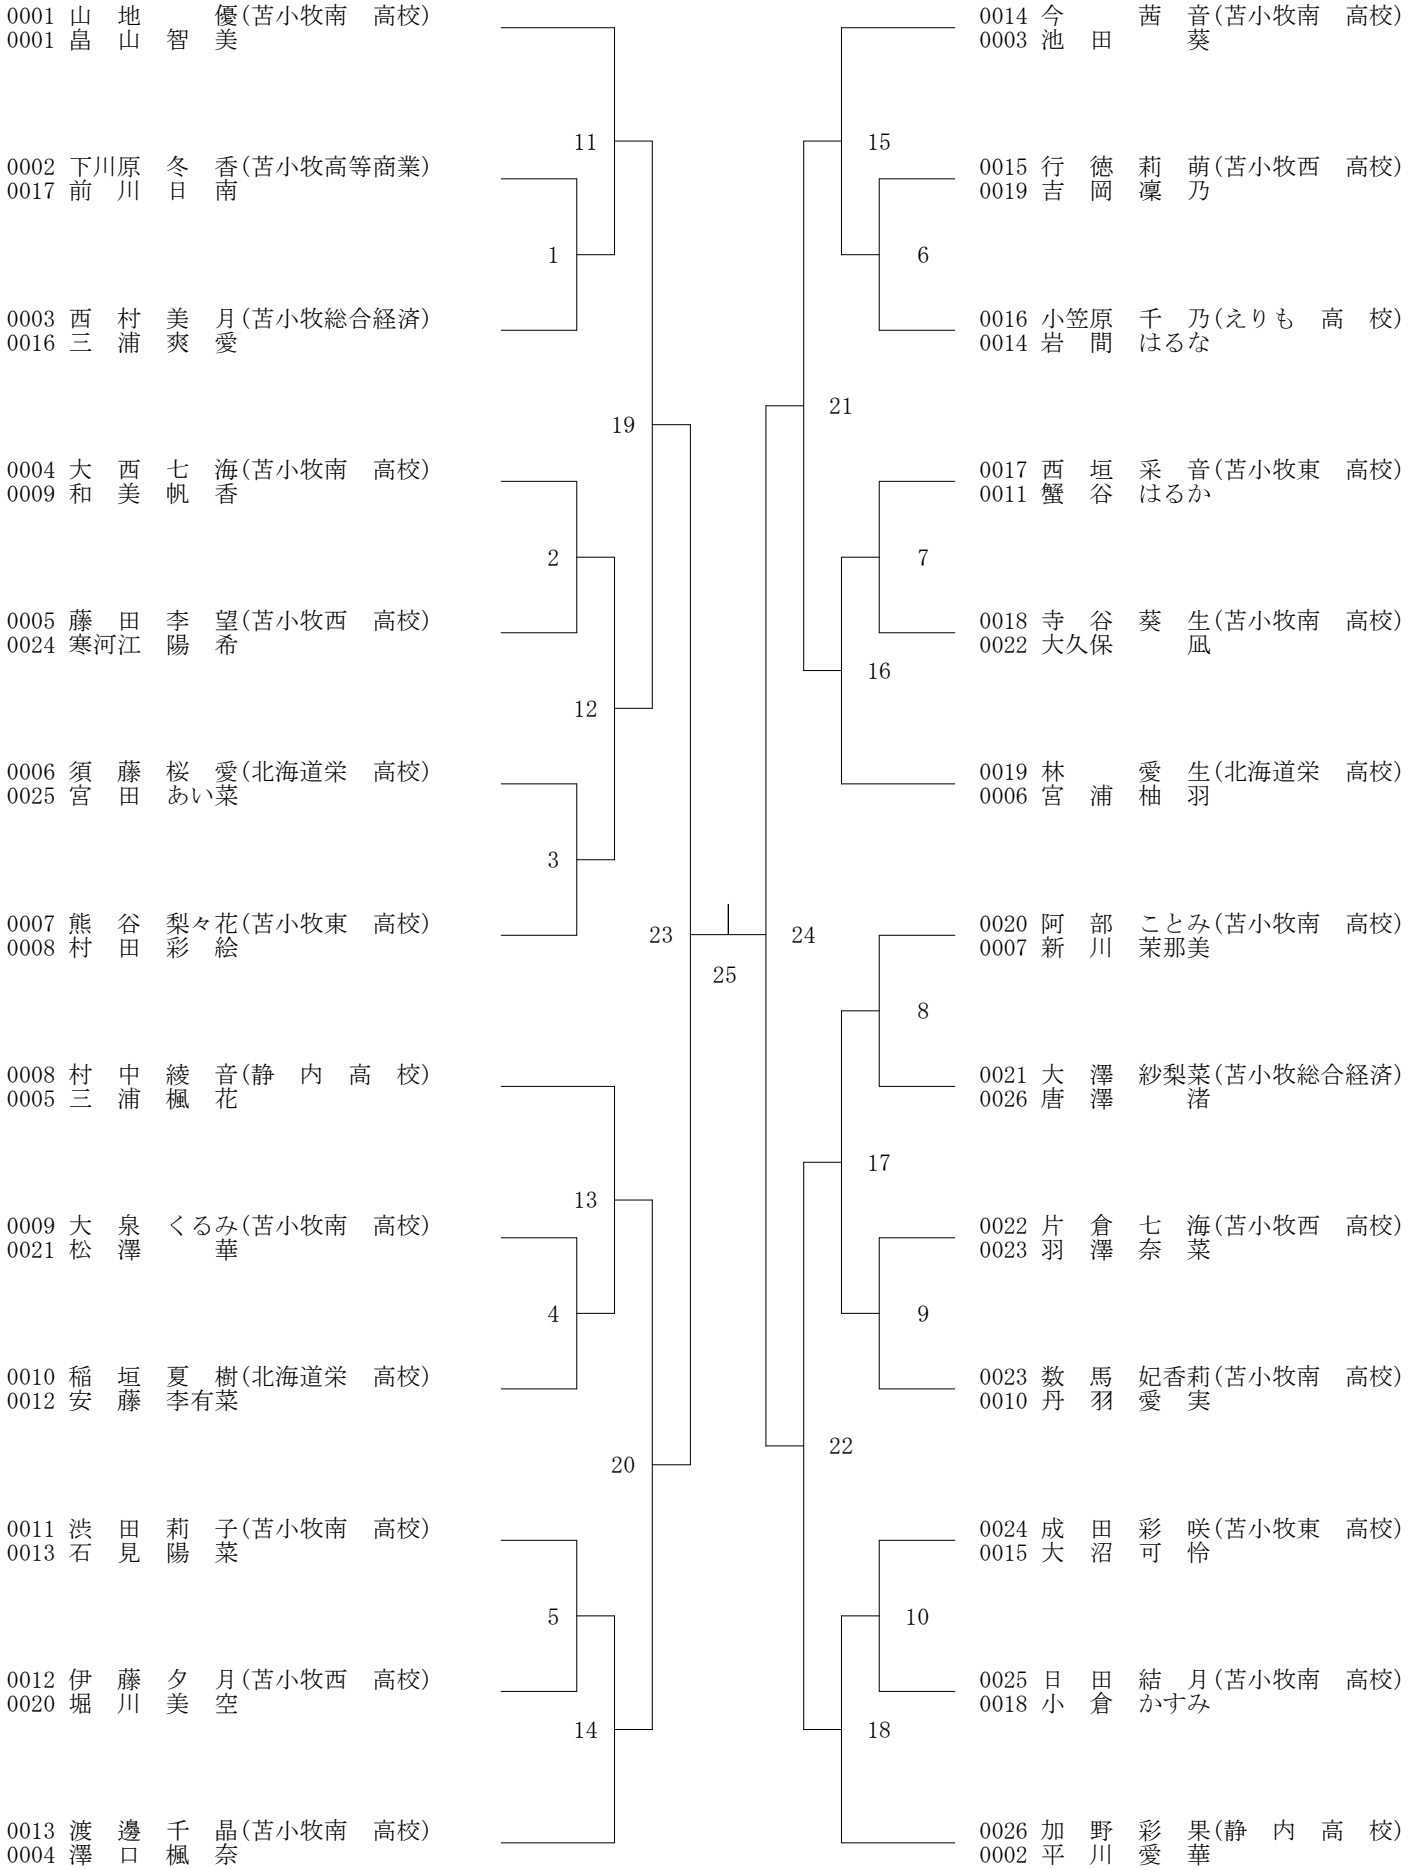 0001 山　地　　　優(苫小牧南　高校)
0001 畠　山　智　美
11
0002 下川原　冬　香(苫小牧高等商業)
0017 前　川　日　南
1
0003 西　村　美　月(苫小牧総合経済)
0016 三　浦　爽　愛
19
0004 大　西　七　海(苫小牧南　高校)
0009 和　美　帆　香
2
0005 藤　田　李　望(苫小牧西　高校)
0024 寒河江　陽　希
12
0006 須　藤　桜　愛(北海道栄　高校)
0025 宮　田　あい菜
3
0007 熊　谷　梨々花(苫小牧東　高校)
0008 村　田　彩　絵
23
25
0008 村　中　綾　音(静　内　高　校)
0005 三　浦　楓　花
13
0009 大　泉　くるみ(苫小牧南　高校)
0021 松　澤　　　華
4
0010 稲　垣　夏　樹(北海道栄　高校)
0012 安　藤　李有菜
20
0011 渋　田　莉　子(苫小牧南　高校)
0013 石　見　陽　菜
5
0012 伊　藤　夕　月(苫小牧西　高校)
0020 堀　川　美　空
14
0013 渡　邊　千　晶(苫小牧南　高校)
0004 澤　口　楓　奈
0014 今　　　茜　音(苫小牧南　高校)
0003 池　田　　　葵
15
0015 行　徳　莉　萌(苫小牧西　高校)
0019 吉　岡　凜　乃
6
0016 小笠原　千　乃(えりも　高　校)
0014 岩　間　はるな
21
0017 西　垣　采　音(苫小牧東　高校)
0011 蟹　谷　はるか
7
0018 寺　谷　葵　生(苫小牧南　高校)
0022 大久保　　　凪
16
0019 林　　　愛　生(北海道栄　高校)
0006 宮　浦　柚　羽
24
0020 阿　部　ことみ(苫小牧南　高校)
0007 新　川　茉那美
8
0021 大　澤　紗梨菜(苫小牧総合経済)
0026 唐　澤　　　渚
17
0022 片　倉　七　海(苫小牧西　高校)
0023 羽　澤　奈　菜
9
0023 数　馬　妃香莉(苫小牧南　高校)
0010 丹　羽　愛　実
22
0024 成　田　彩　咲(苫小牧東　高校)
0015 大　沼　可　怜
10
0025 日　田　結　月(苫小牧南　高校)
0018 小　倉　かすみ
18
0026 加　野　彩　果(静　内　高　校)
0002 平　川　愛　華